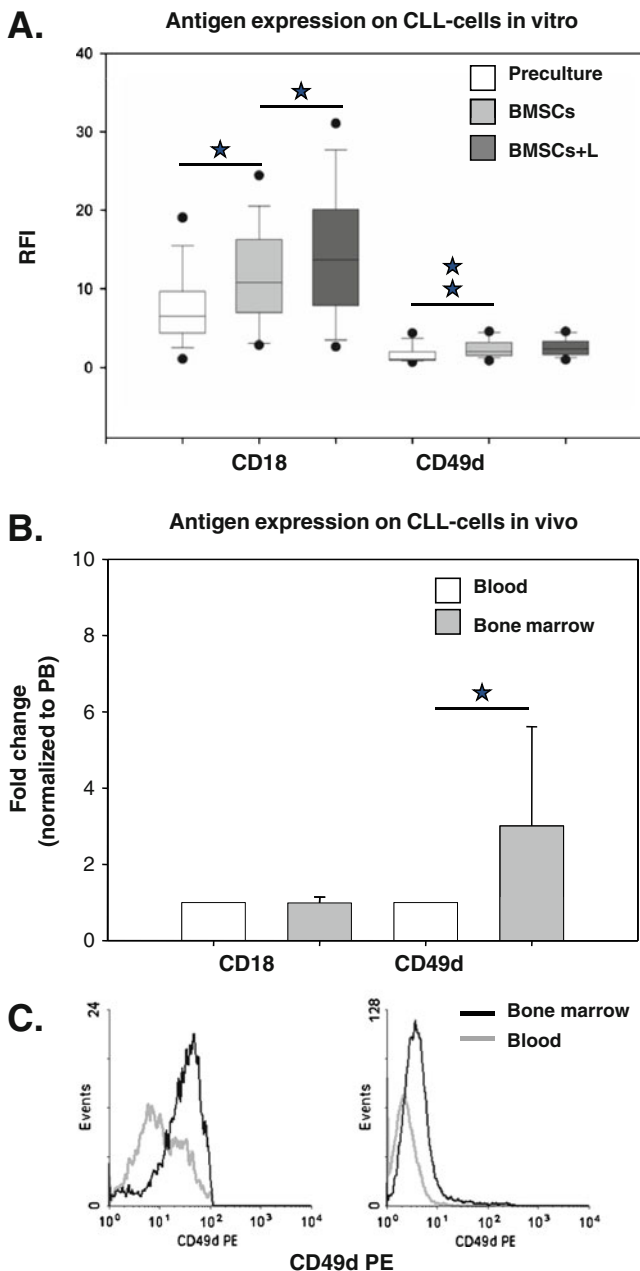 A.
Antigen expression on CLL-cells in vitro
40
30
20
10
0
RFI
Preculture
BMSCs
BMSCs+L
CD18 CD49d
B.
Antigen expression on CLL-cells in vivo
10
8
6
4
2
0
Fold change
(normalized to PB)
Blood
Bone marrow
CD18 CD49d
C.
24
Events
0
10⁰ 10¹ 10² 10³ 10⁴
CD49d PE
128
Events
0
10⁰ 10¹ 10² 10³ 10⁴
CD49d PE
Bone marrow
Blood
CD49d PE